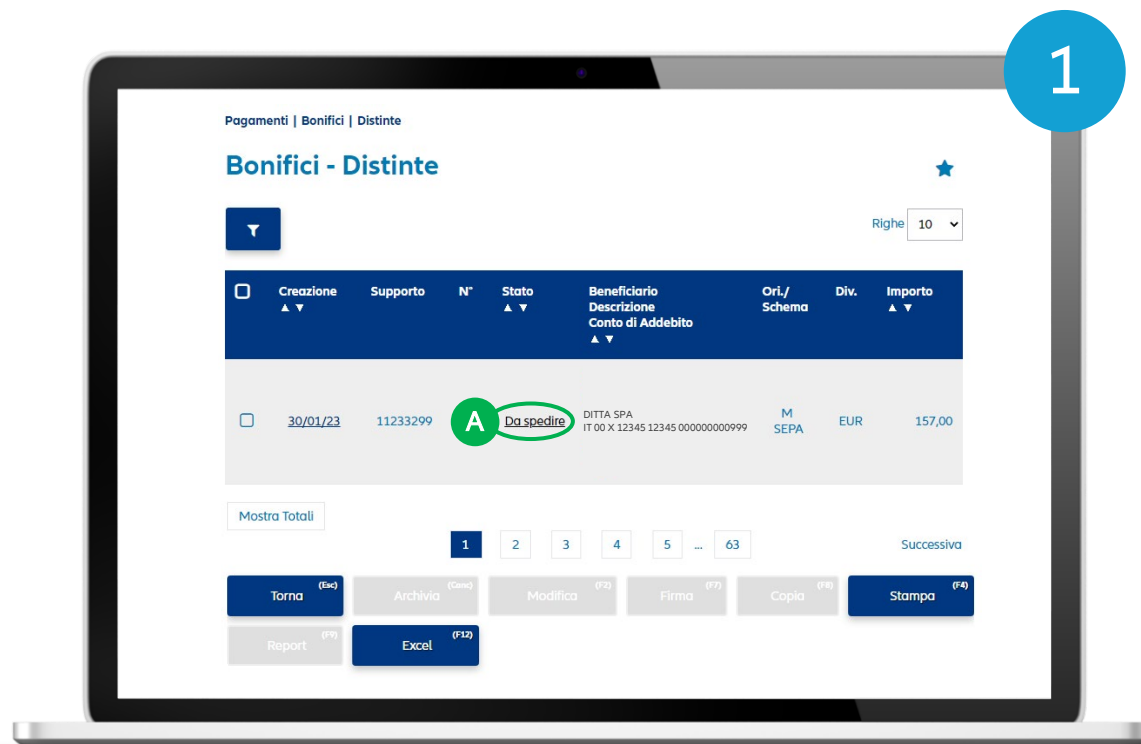 1
Pagamenti | Bonifici | Distinte
Bonifici - Distinte
Righe 10
Creazione Supporto N° Stato Beneficiario Ori./ Div. Importo
▲ ▼ ▲ ▼ Descrizione Schema ▲ ▼
Conto di Addebito
▲ ▼
30/01/23 11233299 A Da spedire DITTA SPA M EUR 157,00
IT 00 X 12345 12345 000000000999 SEPA
Mostra Totali
1 2 3 4 5 ... 63 Successiva
Torna (Esc) Archivia (Canc) Modifica (F2) Firma (F7) Copia (F8) Stampa (F4)
Report (F9) Excel (F12)